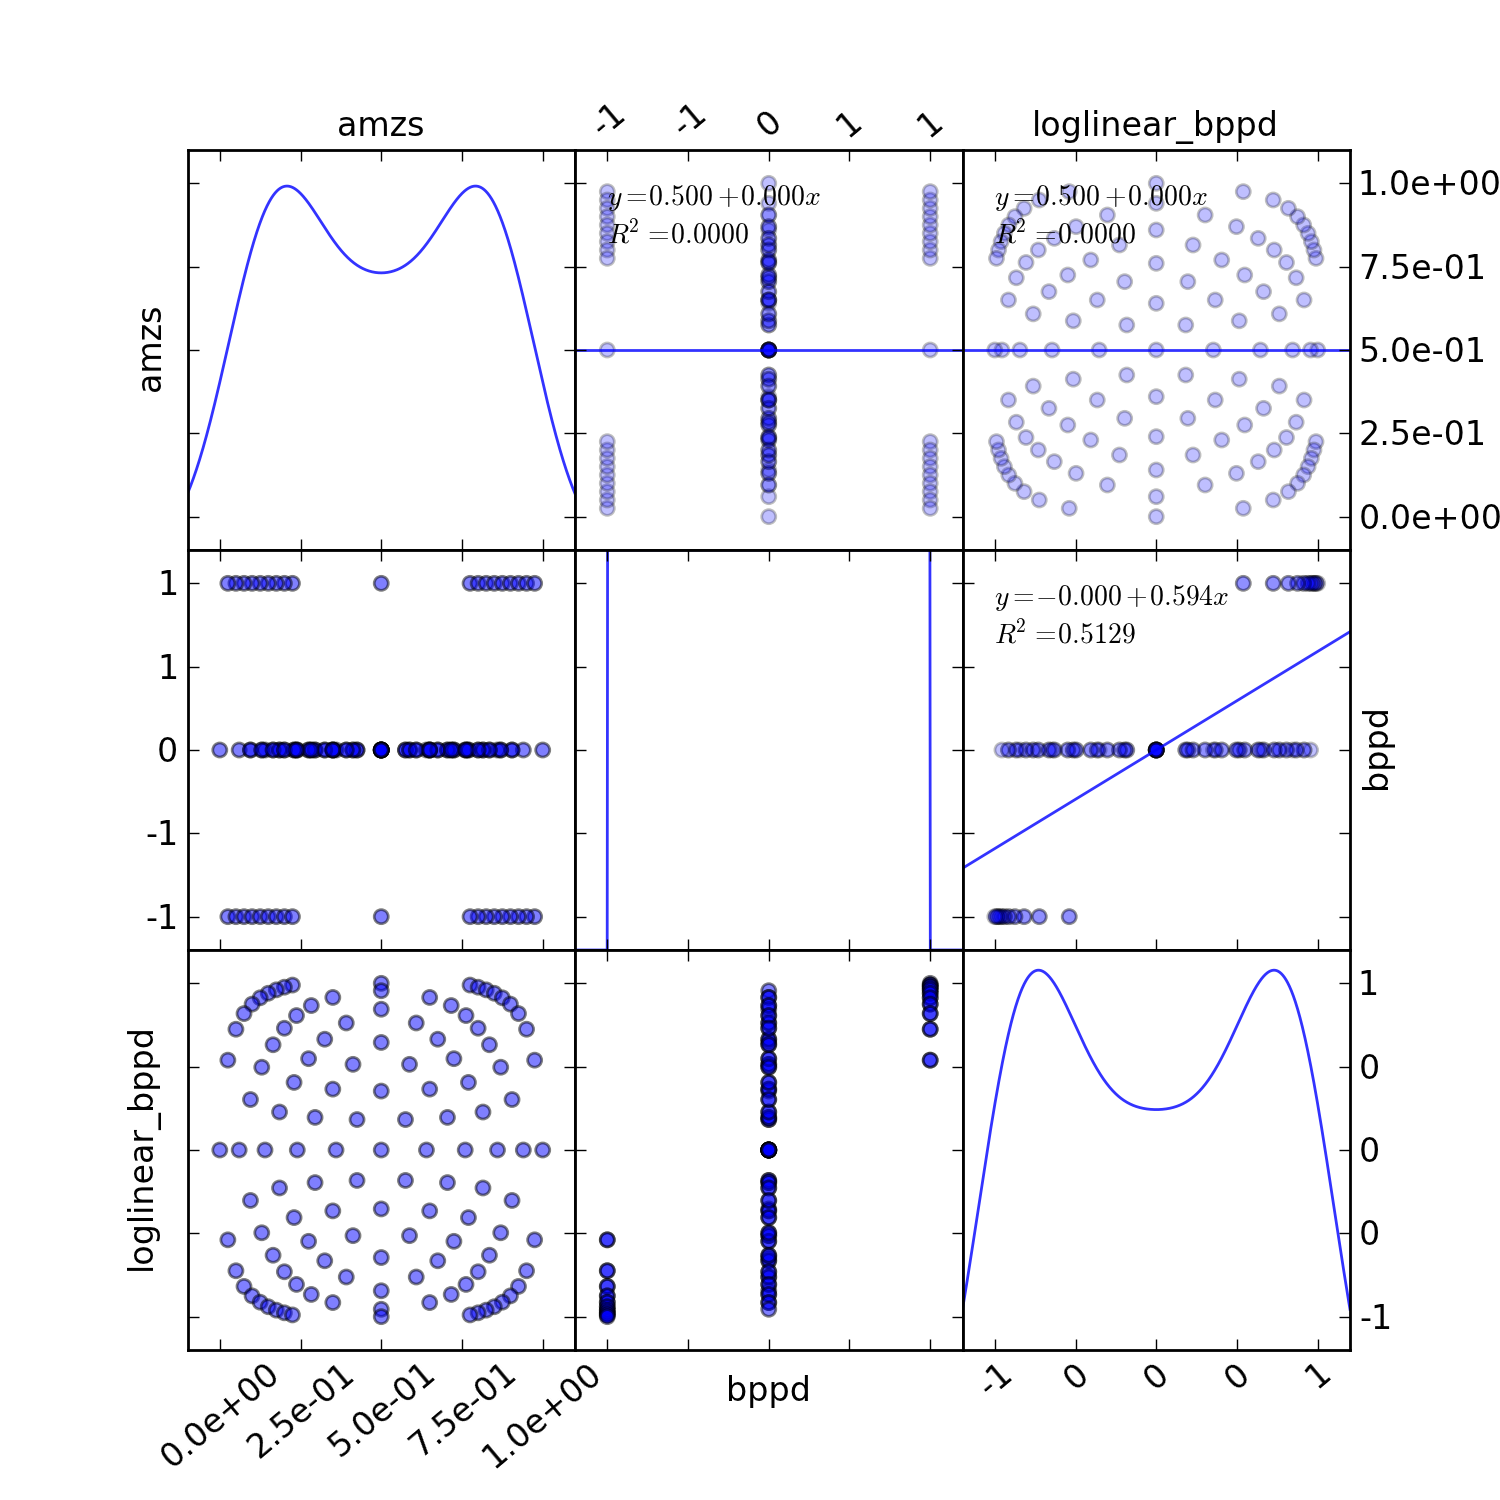 -1 -1 0 1 1
amzs loglinear_bppd
amzs
y=0.500+0.000x
R² =0.0000
y=0.500+0.000x
R² =0.0000
1.0e+00
7.5e-01
5.0e-01
2.5e-01
0.0e+00
1
1
0
-1
-1
y=−0.000+0.594x
R² =0.5129
bppd
loglinear_bppd
1
0
0
0
-1
0.0e+00 2.5e-01 5.0e-01 7.5e-01 1.0e+00
bppd
-1 0 0 0 1